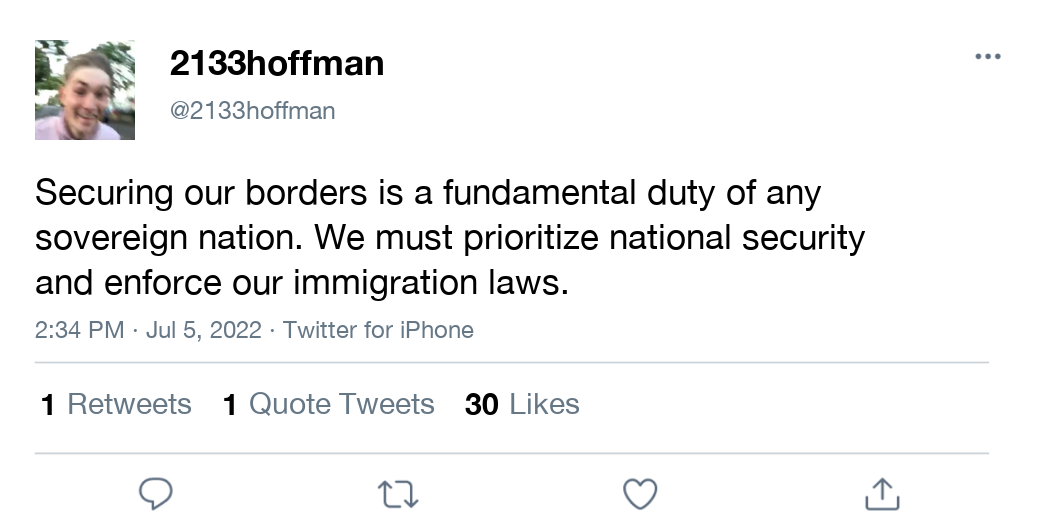 2133hoffman
@2133hoffman
Securing our borders is a fundamental duty of any
sovereign nation. We must prioritize national security
and enforce our immigration laws.
2:34 PM · Jul 5, 2022 · Twitter for iPhone
1 Retweets 1 Quote Tweets 30 Likes